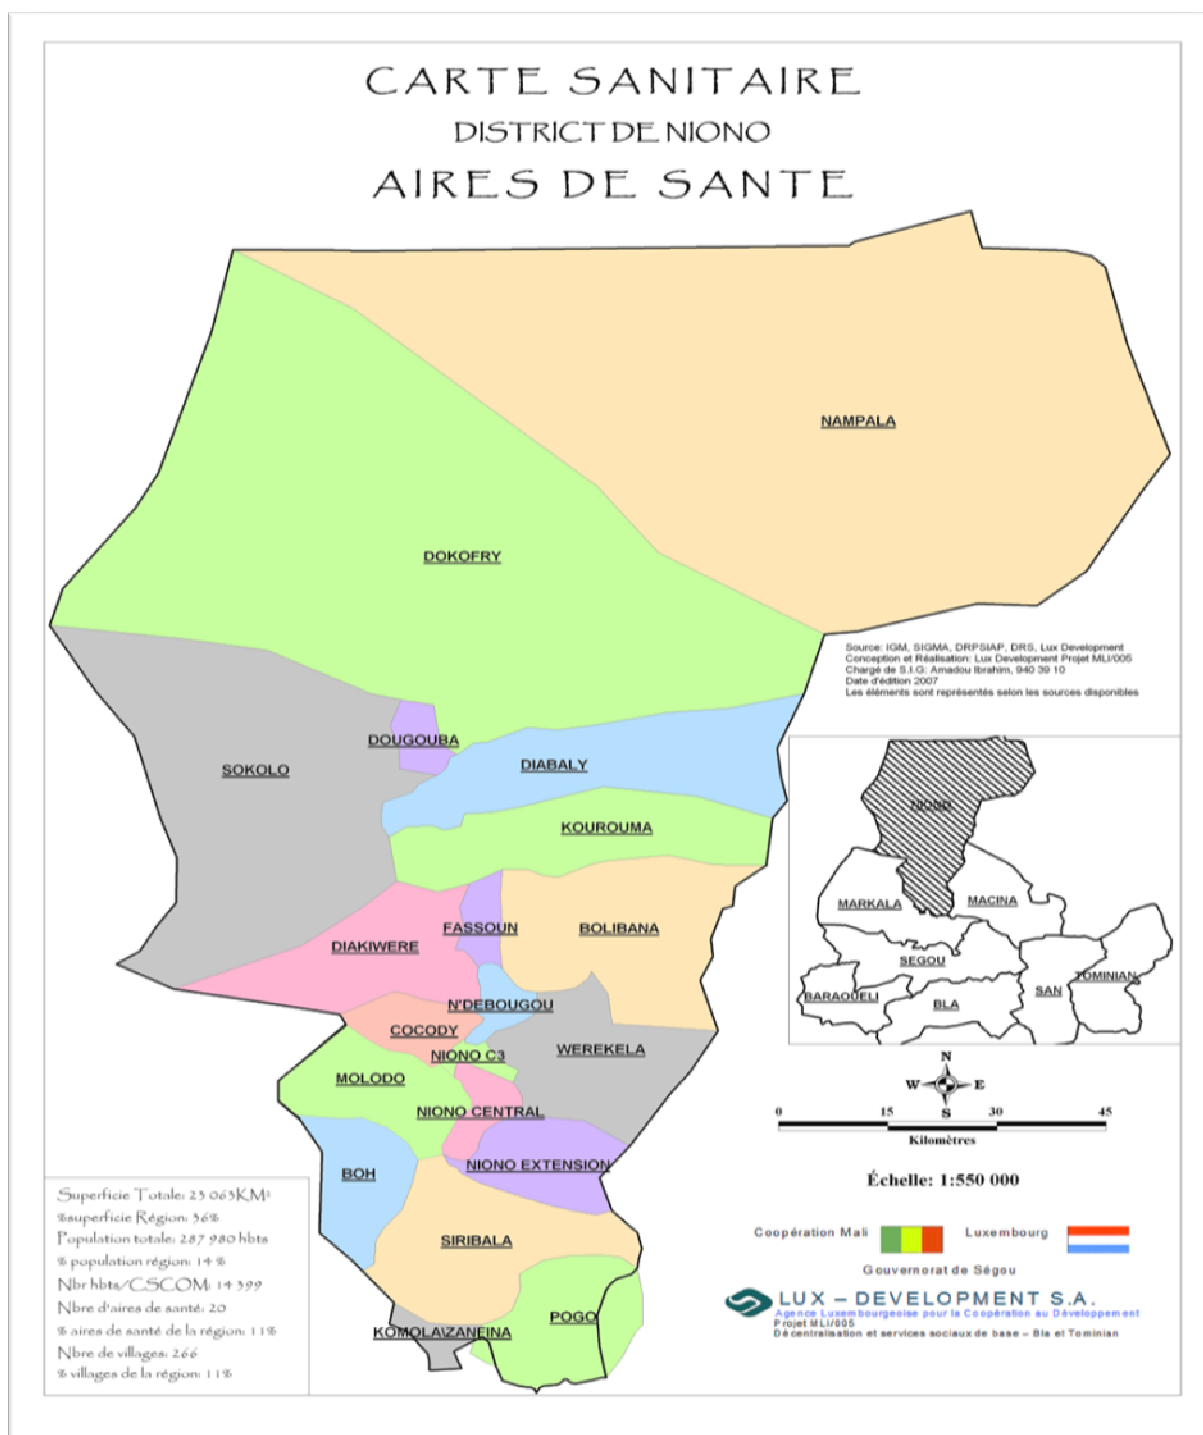 CARTE SANITAIRE
DISTRICT DE NIONO
AIRES DE SANTE
NAMPALA
DOKOFRY
Source: IGM, SIGMA, DRPSIAP, DRS, Lux Development
Conception et Réalisation: Lux Development Projet MLI/005
Chargé de S.I.G: Amadou Ibrahim, 940 39 10
Date d'édition 2007
Les éléments sont représentés selon les sources disponibles
DOUGOUBA
SOKOLO
DIABALY
KOUROUMA
NIONO
MARKALA
MACINA
SEGOU
TOMINIAN
BARAOUELI
BLA
SAN
FASSOUN
BOLIBANA
DIAKIWERE
N'DEBOUGOU
COCODY
NIONO C3
WEREKELA
MOLODO
NIONO CENTRAL
NIONO EXTENSION
BOH
SIRIBALA
POGO
KOMOLA\ZANFINA
N
W E
S
0 15 30 45
Kilomètres
Échelle: 1:550 000
Superficie Totale: 23 063KM²
%superficie Région: 36%
Population totale: 287 980 hbts
% population région: 14 %
Nbr hbts/CSCOM: 14 399
Nbre d'aires de santé: 20
% aires de santé de la région: 11%
Nbre de villages: 266
% villages de la région: 11%
Coopération Mali Luxembourg
Gouvernorat de Ségou
LUX – DEVELOPMENT S.A.
Agence Luxembourgeoise pour la Coopération au Développement
Projet MLI/005
Décentralisation et services sociaux de base – Bla et Tominian